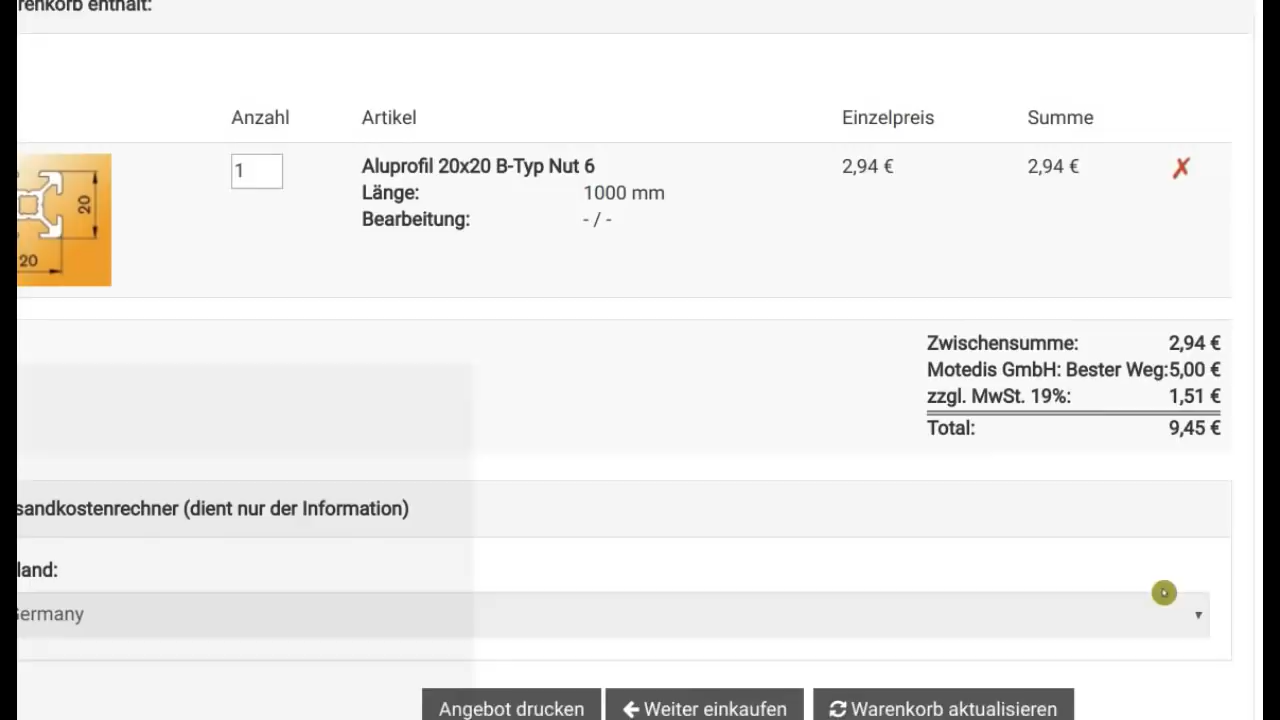 renkorb enthält:
Anzahl Artikel Einzelpreis Summe
1 Aluprofil 20x20 B-Typ Nut 6 2,94 € 2,94 € ✗
Länge: 1000 mm
Bearbeitung: - / -
20
20
Zwischensumme: 2,94 €
Motedis GmbH: Bester Weg:5,00 €
zzgl. MwSt. 19%: 1,51 €
Total: 9,45 €
sandkostenrechner (dient nur der Information)
land:
Germany
Angebot drucken Weiter einkaufen Warenkorb aktualisieren